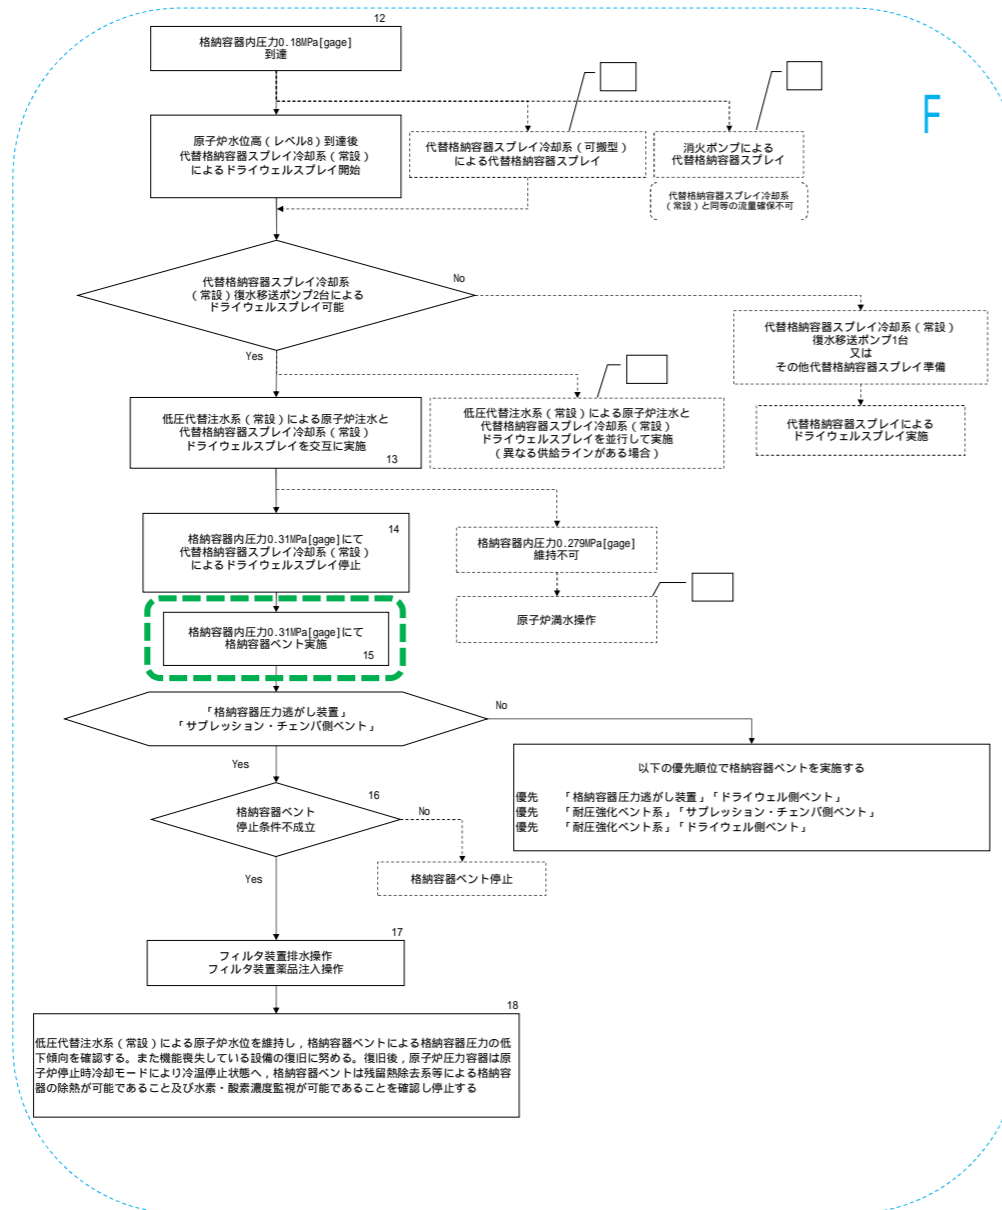 12
格納容器内圧力0.18MPa[gage]
到達
F
原子炉水位高（レベル8）到達後
代替格納容器スプレイ冷却系（常設）
によるドライウェルスプレイ開始
代替格納容器スプレイ冷却系（可搬型）
による代替格納容器スプレイ
消火ポンプによる
代替格納容器スプレイ
代替格納容器スプレイ冷却系
（常設）と同等の流量確保不可
代替格納容器スプレイ冷却系
（常設）復水移送ポンプ2台による
ドライウェルスプレイ可能
No
Yes
代替格納容器スプレイ冷却系（常設）
復水移送ポンプ1台
又は
その他代替格納容器スプレイ準備
代替格納容器スプレイによる
ドライウェルスプレイ実施
低圧代替注水系（常設）による原子炉注水と
代替格納容器スプレイ冷却系（常設）
ドライウェルスプレイを交互に実施
13
低圧代替注水系（常設）による原子炉注水と
代替格納容器スプレイ冷却系（常設）
ドライウェルスプレイを並行して実施
（異なる供給ラインがある場合）
14
格納容器内圧力0.31MPa[gage]にて
代替格納容器スプレイ冷却系（常設）
によるドライウェルスプレイ停止
格納容器内圧力0.279MPa[gage]
維持不可
原子炉満水操作
格納容器内圧力0.31MPa[gage]にて
格納容器ベント実施
15
「格納容器圧力逃がし装置」
「サプレッション・チェンバ側ベント」
No
Yes
以下の優先順位で格納容器ベントを実施する
優先　「格納容器圧力逃がし装置」「ドライウェル側ベント」
優先　「耐圧強化ベント系」「サプレッション・チェンバ側ベント」
優先　「耐圧強化ベント系」「ドライウェル側ベント」
16
格納容器ベント
停止条件不成立
No
Yes
格納容器ベント停止
17
フィルタ装置排水操作
フィルタ装置薬品注入操作
18
低圧代替注水系（常設）による原子炉水位を維持し，格納容器ベントによる格納容器圧力の低
下傾向を確認する。また機能喪失している設備の復旧に努める。復旧後，原子炉圧力容器は原
子炉停止時冷却モードにより冷温停止状態へ，格納容器ベントは残留熱除去系等による格納容
器の除熱が可能であること及び水素・酸素濃度監視が可能であることを確認し停止する